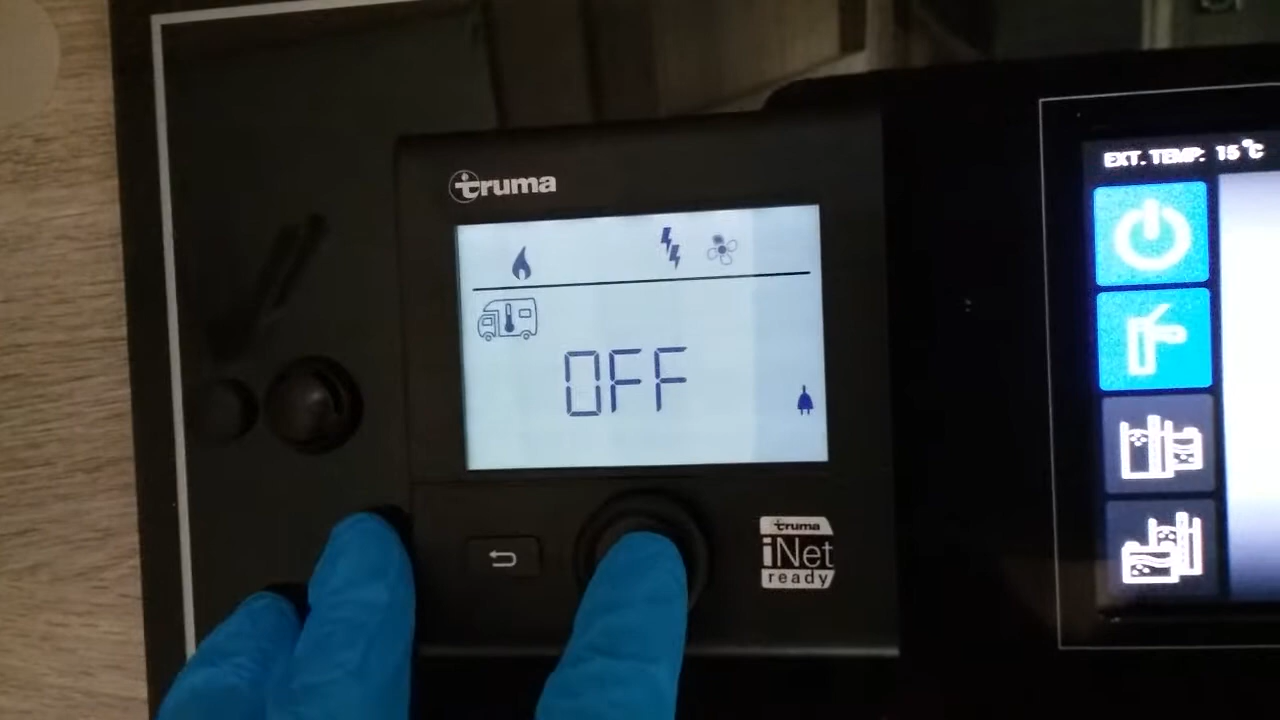 truma
EXT. TEMP: 15°C
OFF
truma
iNet
ready